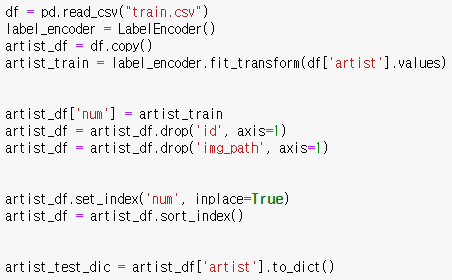 df = pd.read_csv("train.csv")
label_encoder = LabelEncoder()
artist_df = df.copy()
artist_train = label_encoder.fit_transform(df['artist'].values)
artist_df['num'] = artist_train
artist_df = artist_df.drop('id', axis=1)
artist_df = artist_df.drop('img_path', axis=1)
artist_df.set_index('num', inplace=True)
artist_df = artist_df.sort_index()
artist_test_dic = artist_df['artist'].to_dict()